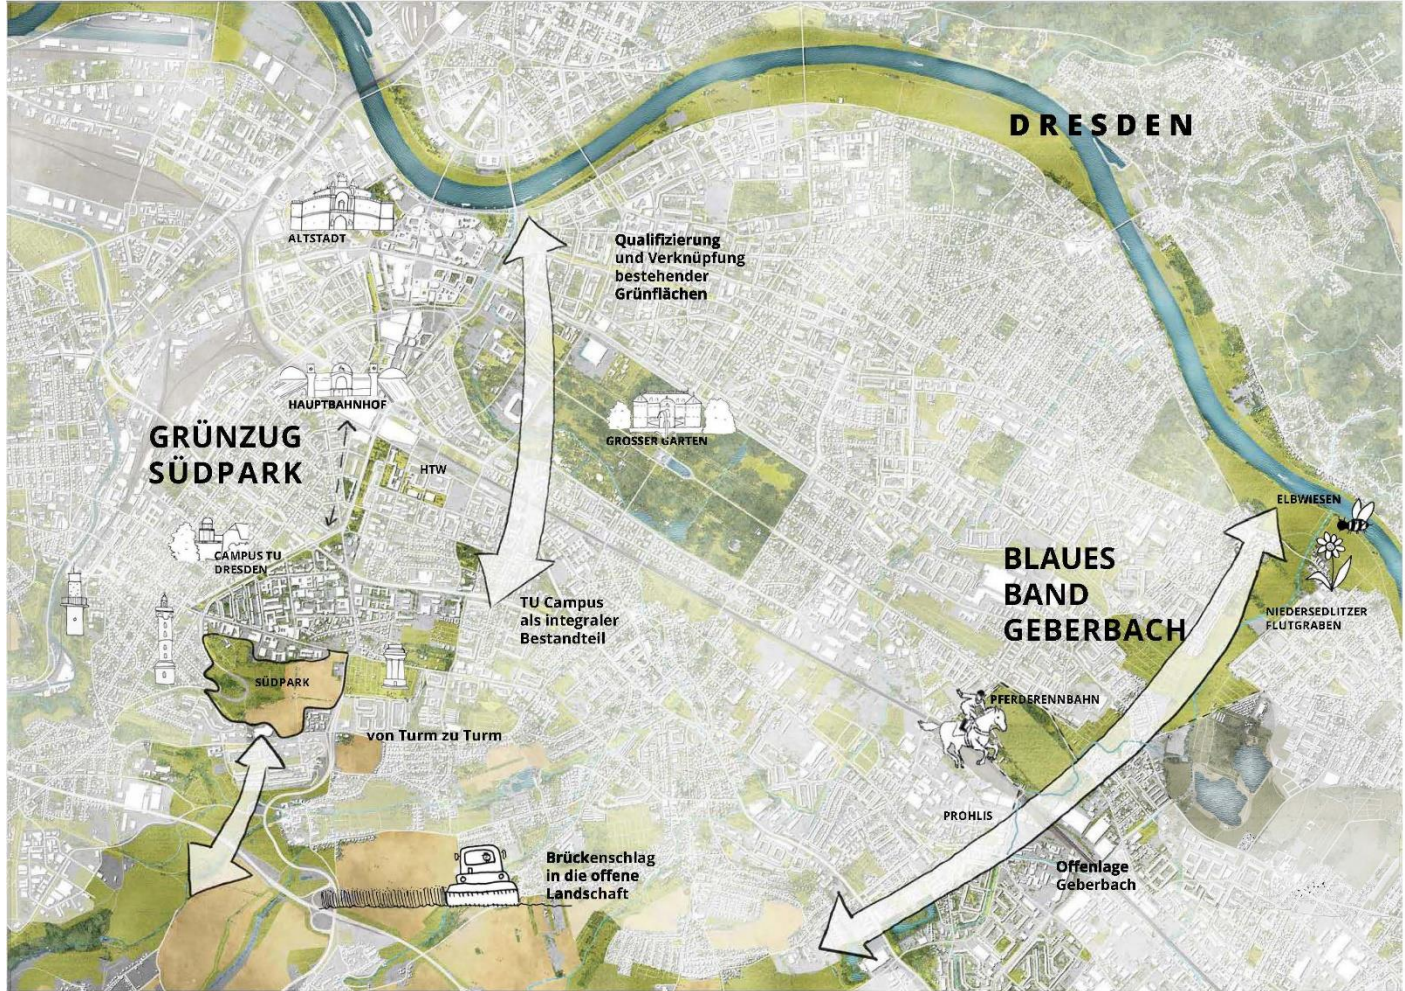 DRESDEN
ALTSTADT
Qualifizierung
und Verknüpfung
bestehender
Grünflächen
HAUPTBAHNHOF
GRÜNZUG
SÜDPARK
GROSSER GARTEN
HTW
CAMPUS TU
DRESDEN
ELBWIESEN
BLAUES
BAND
GEBERBACH
NIEDERSEDLITZER
FLUTGRABEN
TU Campus
als integraler
Bestandteil
SÜDPARK
PFERDERENNBAHN
von Turm zu Turm
PROHLIS
Brückenschlag
in die offene
Landschaft
Offenlage
Geberbach